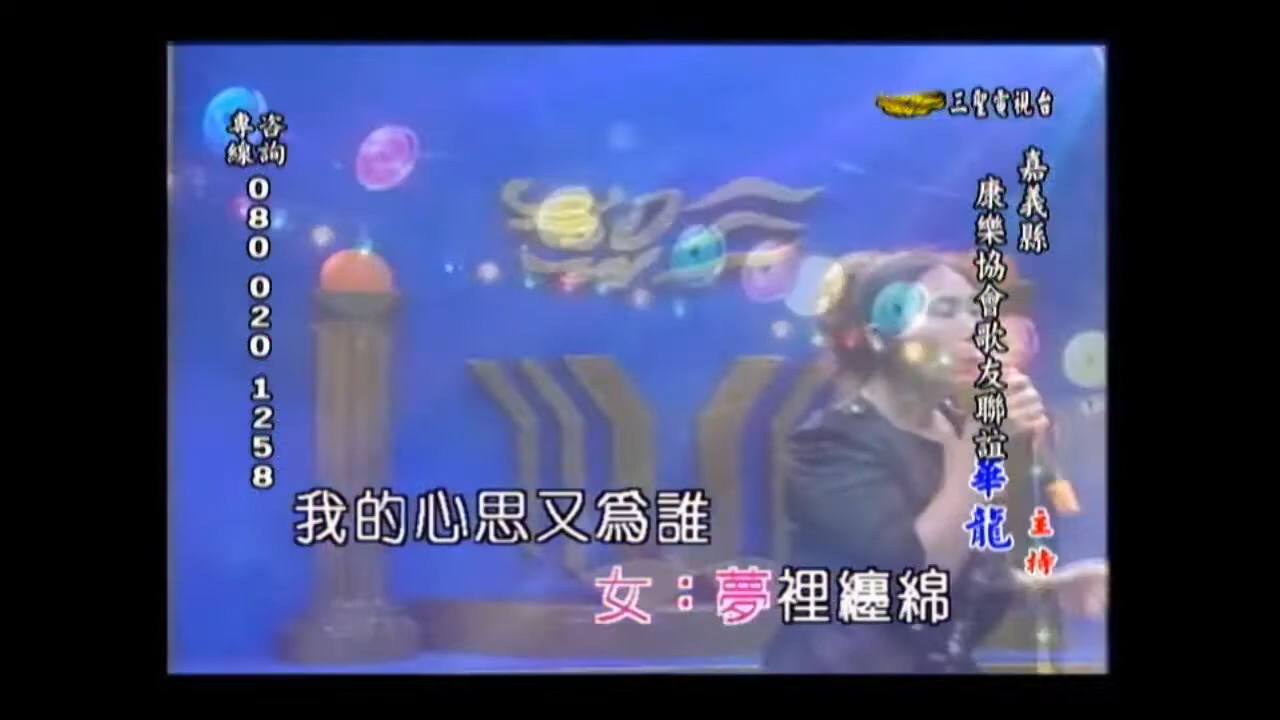 三聖電視台
嘉義縣
康樂協會歌友聯誼
華龍
主持
咨詢
專線
080 020 1258
我的心思又為誰
女：夢裡纏綿